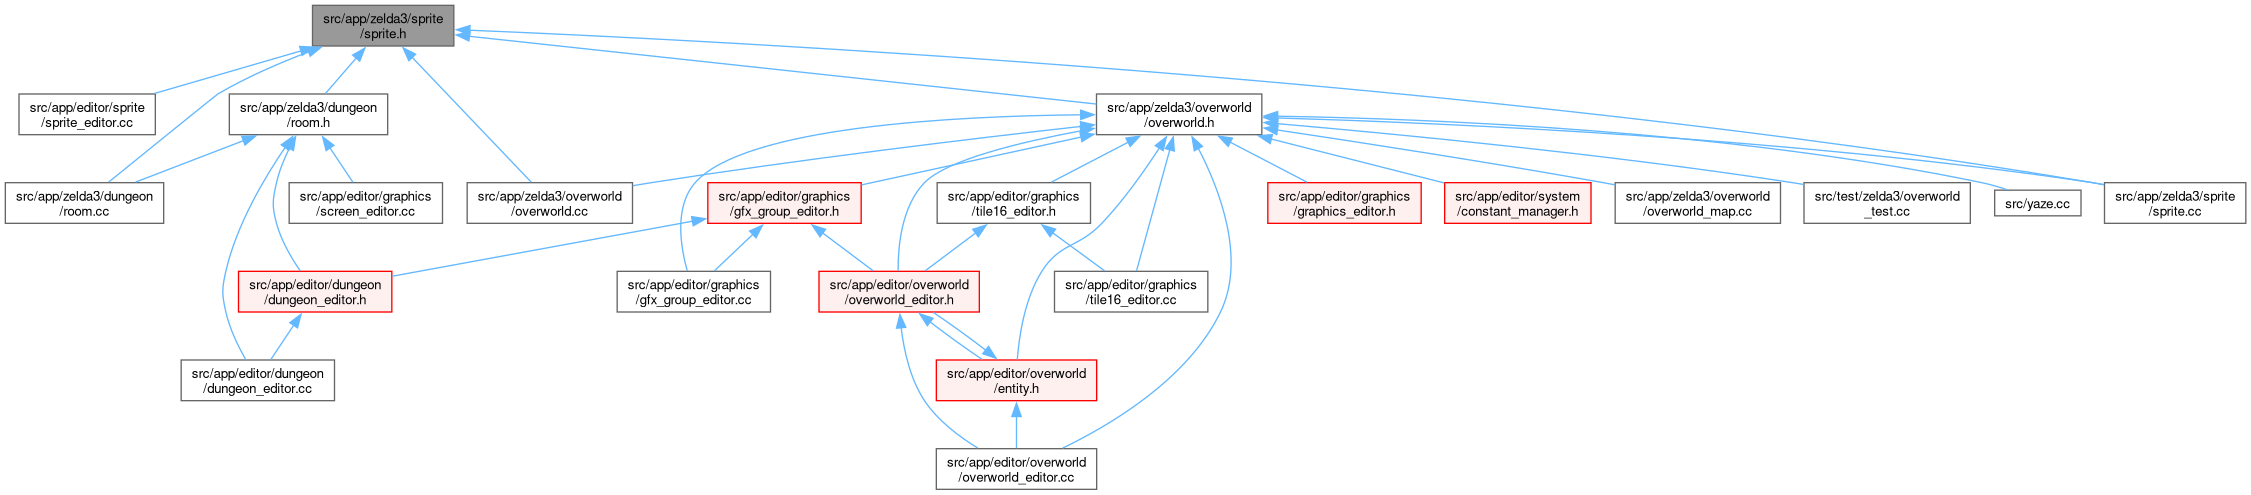 src/app/zelda3/sprite
/sprite.h
src/app/editor/sprite
/sprite_editor.cc
src/app/zelda3/dungeon
/room.h
src/app/zelda3/overworld
/overworld.h
src/app/zelda3/dungeon
/room.cc
src/app/editor/graphics
/screen_editor.cc
src/app/zelda3/overworld
/overworld.cc
src/app/editor/graphics
/gfx_group_editor.h
src/app/editor/graphics
/tile16_editor.h
src/app/editor/graphics
/graphics_editor.h
src/app/editor/system
/constant_manager.h
src/app/zelda3/overworld
/overworld_map.cc
src/test/zelda3/overworld
_test.cc
src/yaze.cc
src/app/zelda3/sprite
/sprite.cc
src/app/editor/dungeon
/dungeon_editor.h
src/app/editor/graphics
/gfx_group_editor.cc
src/app/editor/overworld
/overworld_editor.h
src/app/editor/graphics
/tile16_editor.cc
src/app/editor/dungeon
/dungeon_editor.cc
src/app/editor/overworld
/entity.h
src/app/editor/overworld
/overworld_editor.cc